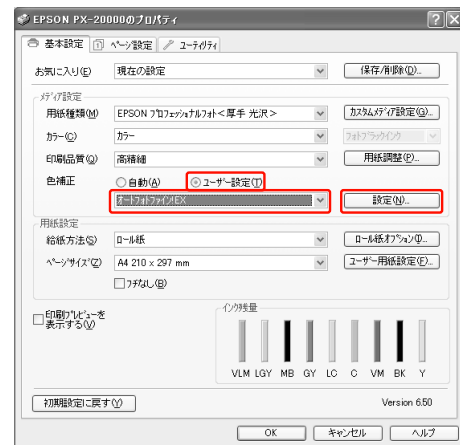 EPSON PX-20000のプロパティ
基本設定 ページ設定 ユーティリティ
お気に入り(E) 現在の設定 保存/削除(D)...
メディア設定
用紙種類(M) EPSON プロフェッショナルフォト<厚手 光沢> カスタムメディア設定(G)...
カラー(C) カラー フォトブラックインク
印刷品質(Q) 高精細 用紙調整(P)...
色補正 自動(A) ユーザー設定(T)
オートフォトファイン!EX 設定(N)...
用紙設定
給紙方法(S) ロール紙 ロール紙オプション(I)...
ページサイズ(Z) A4 210 x 297 mm ユーザー用紙設定(F)...
フチなし(B)
印刷プレビューを
表示する(V)
インク残量
VLM LGY MB GY LC C VM BK Y
初期設定に戻す(Y) Version 6.50
OK キャンセル ヘルプ